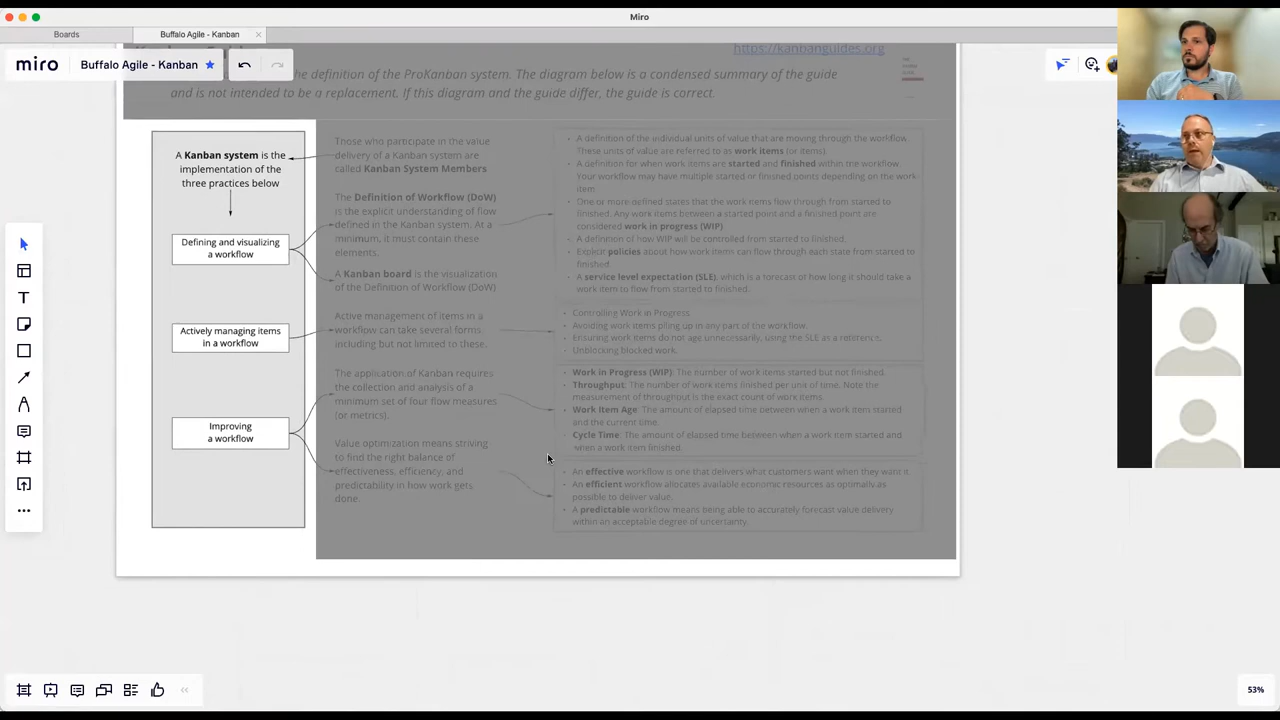 Miro
Boards
Buffalo Agile - Kanban
miro
Buffalo Agile - Kanban
https://kanbanguides.org
the definition of the ProKanban system. The diagram below is a condensed summary of the guide
and is not intended to be a replacement. If this diagram and the guide differ, the guide is correct.
A Kanban system is the
implementation of the
three practices below
Defining and visualizing
a workflow
Actively managing items
in a workflow
Improving
a workflow
Those who participate in the value
delivery of a Kanban system are
called Kanban System Members
The Definition of Workflow (DoW)
is the explicit understanding of flow
defined in the Kanban system. At a
minimum, it must contain these
elements.
A Kanban board is the visualization
of the Definition of Workflow (DoW)
Active management of items in a
workflow can take several forms
including but not limited to these.
The application of Kanban requires
the collection and analysis of a
minimum set of four flow measures
(or metrics).
Value optimization means striving
to find the right balance of
effectiveness, efficiency, and
predictability in how work gets
done.
• A definition of the individual units of value that are moving through the workflow.
These units of value are referred to as work items (or items)
• A definition for when work items are started and finished within the workflow.
Your workflow may have multiple started or finished points depending on the work
item.
• One or more defined states that the work items flow through from started to
finished. Any work items between a started point and a finished point are
considered work in progress (WIP)
• A definition of how WIP will be controlled from started to finished.
• Explicit policies about how work items can flow through each state from started to
finished.
• A service level expectation (SLE), which is a forecast of how long it should take a
work item to flow from started to finished.
• Controlling Work in Progress
• Avoiding work items piling up in any part of the workflow.
• Ensuring work items do not age unnecessarily, using the SLE as a reference.
• Unblocking blocked work.
• Work in Progress (WIP): The number of work items started but not finished.
• Throughput: The number of work items finished per unit of time. Note the
measurement of throughput is the exact count of work items.
• Work Item Age: The amount of elapsed time between when a work item started
and the current time.
• Cycle Time: The amount of elapsed time between when a work item started and
when a work item finished.
• An effective workflow is one that delivers what customers want when they want it.
• An efficient workflow allocates available economic resources as optimally as
possible to deliver value.
• A predictable workflow means being able to accurately forecast value delivery
within an acceptable degree of uncertainty.
53%